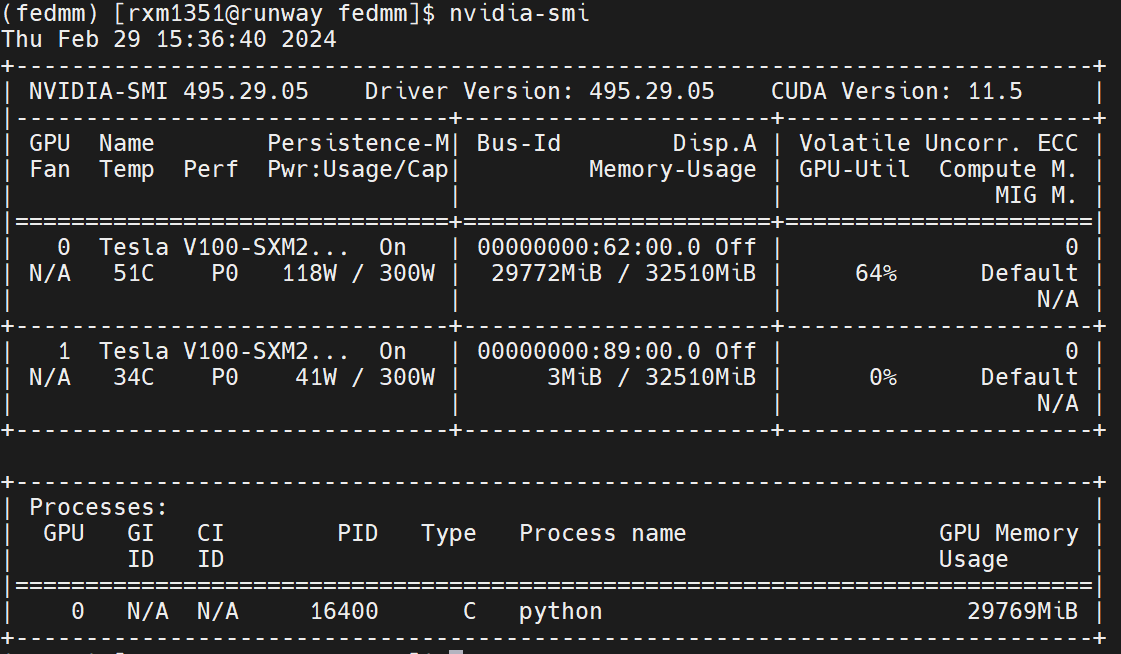 (fedmm) [rxm1351@runway fedmm]$ nvidia-smi
Thu Feb 29 15:36:40 2024
+-----------------------------------------------------------------------------+
| NVIDIA-SMI 495.29.05    Driver Version: 495.29.05    CUDA Version: 11.5     |
|-------------------------------+----------------------+----------------------+
| GPU  Name        Persistence-M| Bus-Id        Disp.A | Volatile Uncorr. ECC |
| Fan  Temp  Perf  Pwr:Usage/Cap|         Memory-Usage | GPU-Util  Compute M. |
|                               |                      |               MIG M. |
|===============================+======================+======================|
|   0  Tesla V100-SXM2...  On   | 00000000:62:00.0 Off |                    0 |
| N/A   51C    P0   118W / 300W |  29772MiB / 32510MiB |     64%      Default |
|                               |                      |                  N/A |
+-------------------------------+----------------------+----------------------+
|   1  Tesla V100-SXM2...  On   | 00000000:89:00.0 Off |                    0 |
| N/A   34C    P0    41W / 300W |      3MiB / 32510MiB |      0%      Default |
|                               |                      |                  N/A |
+-------------------------------+----------------------+----------------------+

+-----------------------------------------------------------------------------+
| Processes:                                                                  |
|  GPU   GI   CI        PID   Type   Process name                  GPU Memory |
|        ID   ID                                                   Usage      |
|=============================================================================|
|    0   N/A  N/A     16400      C   python                          29769MiB |
+-----------------------------------------------------------------------------+